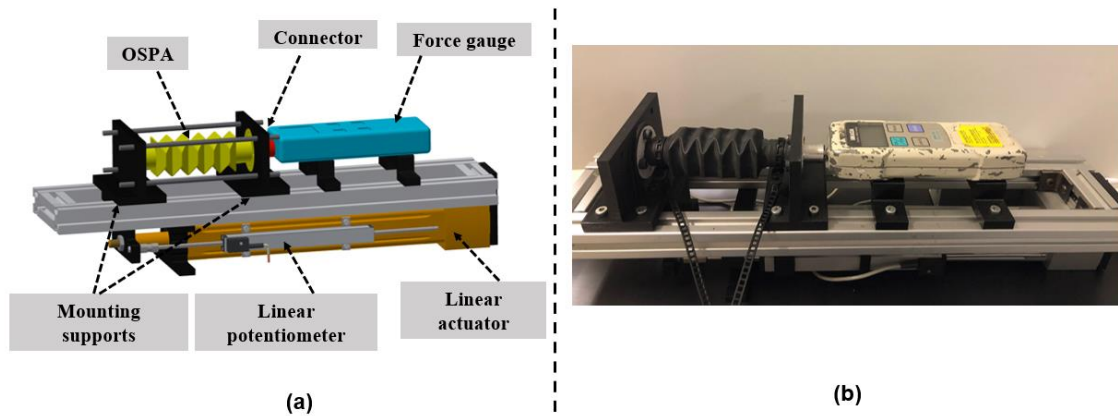 OSPA
Connector
Force gauge
Mounting
supports
Linear
potentiometer
Linear
actuator
(a)
(b)